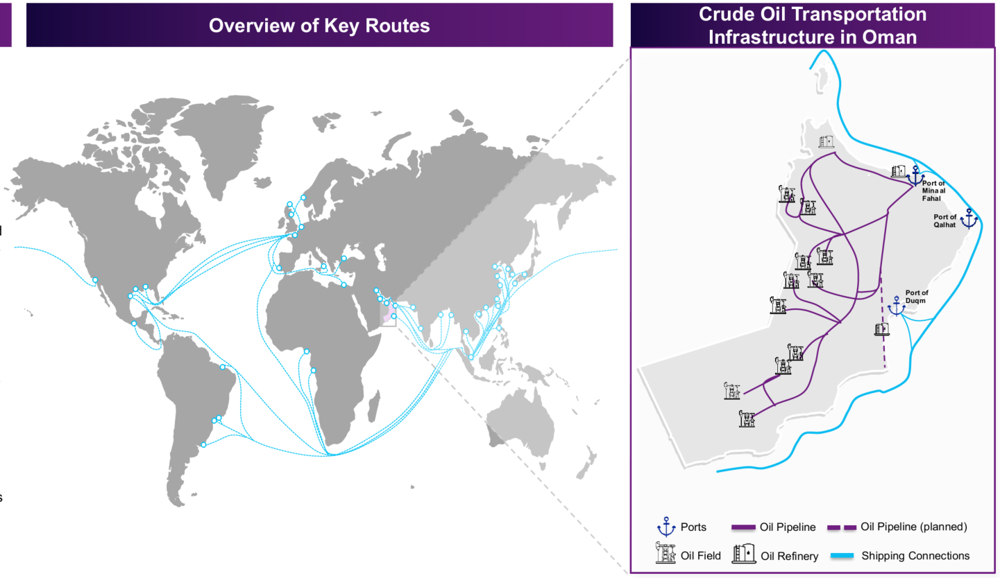 Overview of Key Routes
Crude Oil Transportation
Infrastructure in Oman
Port of
Mina al
Fahal
Port of
Qalhat
Port of
Duqm
Ports
Oil Pipeline
Oil Pipeline (planned)
Oil Field
Oil Refinery
Shipping Connections